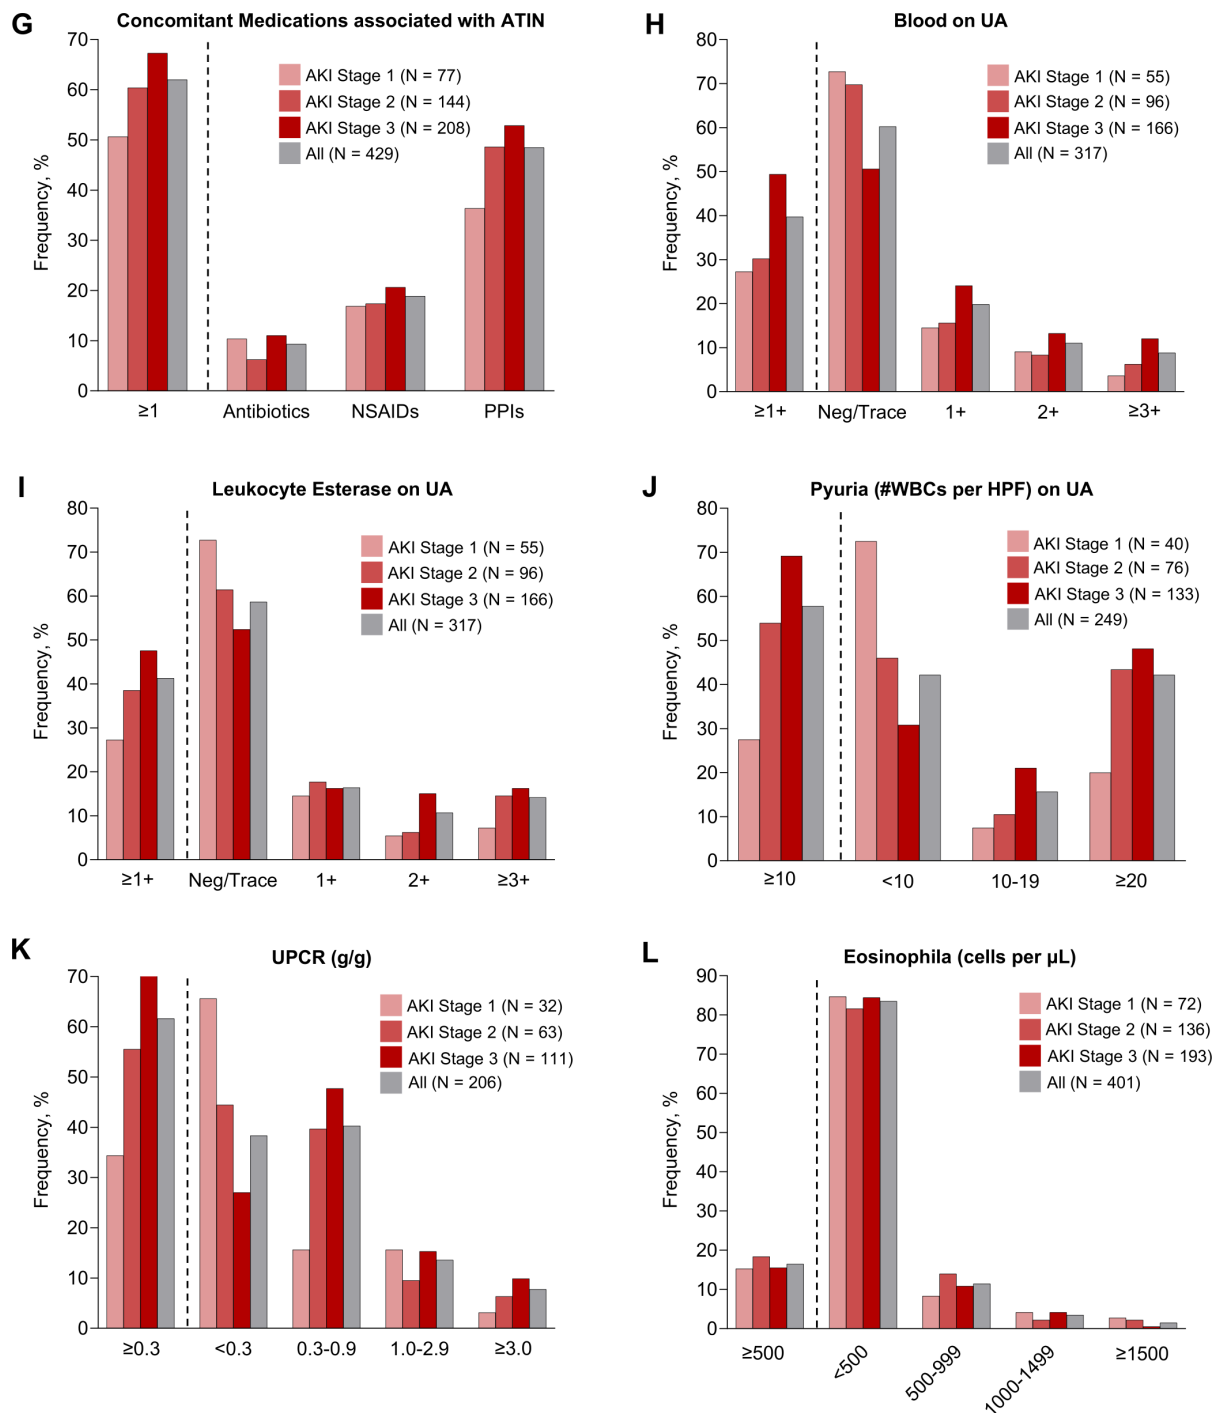 G
Concomitant Medications associated with ATIN
70
60
50
40
30
20
10
0
Frequency, %
AKI Stage 1 (N = 77)
AKI Stage 2 (N = 144)
AKI Stage 3 (N = 208)
All (N = 429)
≥1 Antibiotics NSAIDs PPIs
H
Blood on UA
80
70
60
50
40
30
20
10
0
Frequency, %
AKI Stage 1 (N = 55)
AKI Stage 2 (N = 96)
AKI Stage 3 (N = 166)
All (N = 317)
≥1+ Neg/Trace 1+ 2+ ≥3+
I
Leukocyte Esterase on UA
80
70
60
50
40
30
20
10
0
Frequency, %
AKI Stage 1 (N = 55)
AKI Stage 2 (N = 96)
AKI Stage 3 (N = 166)
All (N = 317)
≥1+ Neg/Trace 1+ 2+ ≥3+
J
Pyuria (#WBCs per HPF) on UA
80
70
60
50
40
30
20
10
0
Frequency, %
AKI Stage 1 (N = 40)
AKI Stage 2 (N = 76)
AKI Stage 3 (N = 133)
All (N = 249)
≥10 <10 10-19 ≥20
K
UPCR (g/g)
70
60
50
40
30
20
10
0
Frequency, %
AKI Stage 1 (N = 32)
AKI Stage 2 (N = 63)
AKI Stage 3 (N = 111)
All (N = 206)
≥0.3 <0.3 0.3-0.9 1.0-2.9 ≥3.0
L
Eosinophila (cells per µL)
90
80
70
60
50
40
30
20
10
0
Frequency, %
AKI Stage 1 (N = 72)
AKI Stage 2 (N = 136)
AKI Stage 3 (N = 193)
All (N = 401)
≥500 <500 500-999 1000-1499 ≥1500